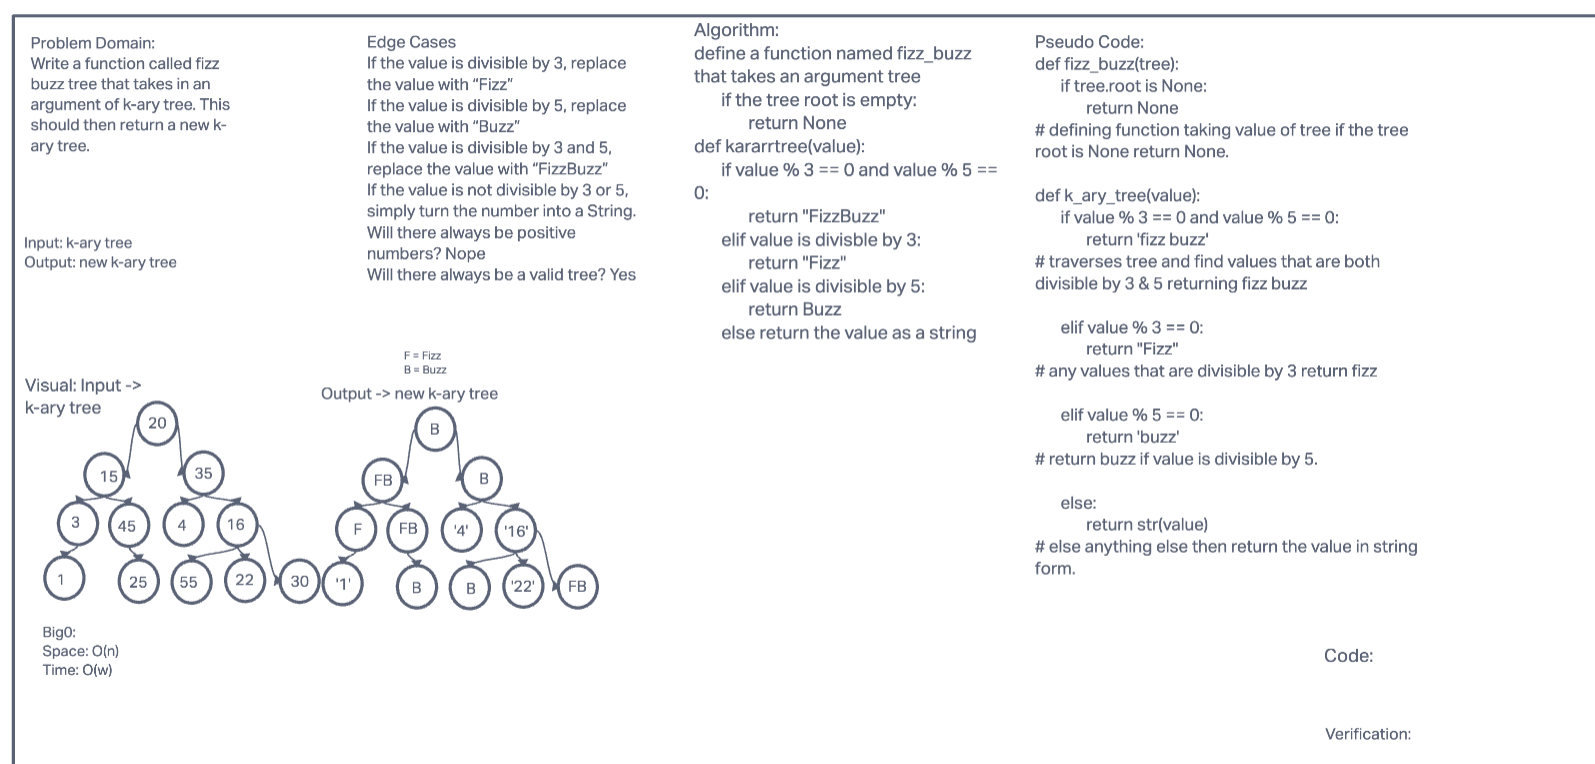 Problem Domain:
Write a function called fizz
buzz tree that takes in an
argument of k-ary tree. This
should then return a new k-
ary tree.
Input: k-ary tree
Output: new k-ary tree
Edge Cases
If the value is divisible by 3, replace
the value with “Fizz”
If the value is divisible by 5, replace
the value with “Buzz”
If the value is divisible by 3 and 5,
replace the value with “FizzBuzz”
If the value is not divisible by 3 or 5,
simply turn the number into a String.
Will there always be positive
numbers? Nope
Will there always be a valid tree? Yes
Algorithm:
define a function named fizz_buzz
that takes an argument tree
if the tree root is empty:
return None
def kararrtree(value):
if value % 3 == 0 and value % 5 ==
0:
return "FizzBuzz"
elif value is divisble by 3:
return "Fizz"
elif value is divisible by 5:
return Buzz
else return the value as a string
Pseudo Code:
def fizz_buzz(tree):
if tree.root is None:
return None
# defining function taking value of tree if the tree
root is None return None.
def k_ary_tree(value):
if value % 3 == 0 and value % 5 == 0:
return 'fizz buzz'
# traverses tree and find values that are both
divisible by 3 & 5 returning fizz buzz
elif value % 3 == 0:
return "Fizz"
# any values that are divisible by 3 return fizz
elif value % 5 == 0:
return 'buzz'
# return buzz if value is divisible by 5.
else:
return str(value)
# else anything else then return the value in string
form.
Visual: Input ->
k-ary tree
20
15 35
3 45 4 16
1 25 55 22 30
F = Fizz
B = Buzz
Output -> new k-ary tree
B
FB B
F FB '4' '16'
'1' B B '22' FB
Big0:
Space: O(n)
Time: O(w)
Code:
Verification: